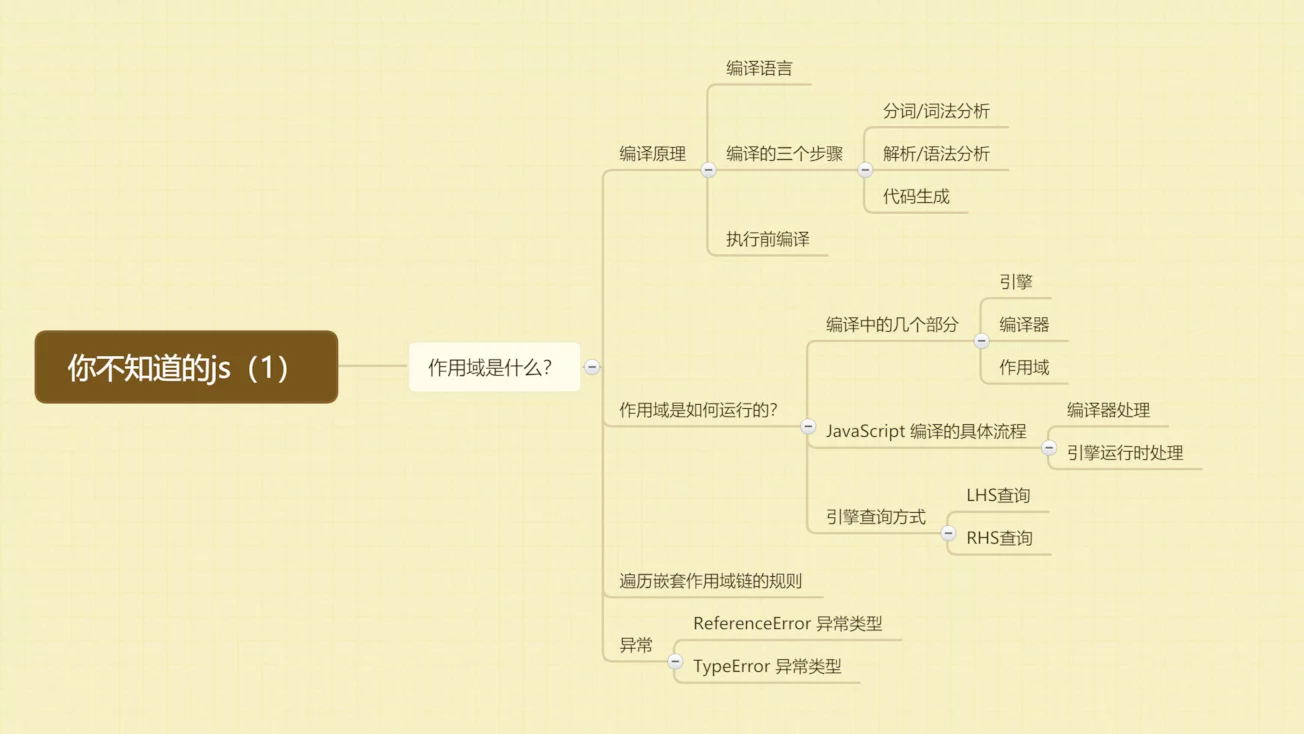 你不知道的js（1）
作用域是什么？
编译原理
编译语言
编译的三个步骤
分词/词法分析
解析/语法分析
代码生成
执行前编译
作用域是如何运行的？
编译中的几个部分
引擎
编译器
作用域
JavaScript 编译的具体流程
编译器处理
引擎运行时处理
引擎查询方式
LHS查询
RHS查询
遍历嵌套作用域链的规则
异常
ReferenceError 异常类型
TypeError 异常类型